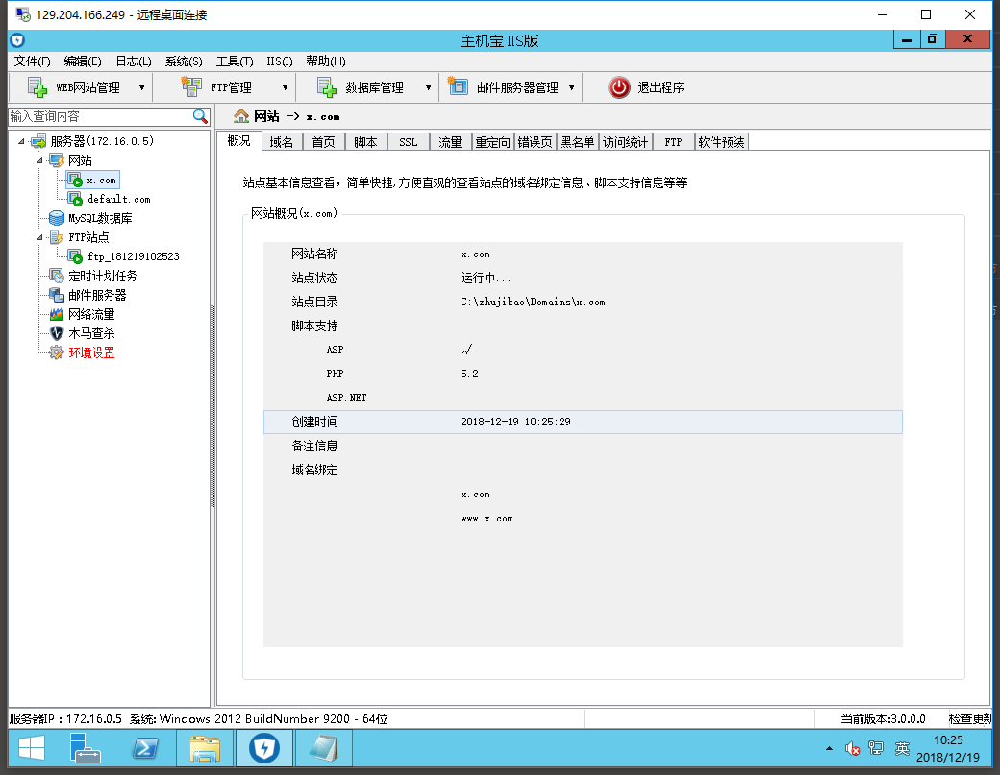 129.204.166.249 - 远程桌面连接
主机宝 IIS版
文件(F) 编辑(E) 日志(L) 系统(S) 工具(T) IIS(I) 帮助(H)
WEB网站管理 FTP管理 数据库管理 邮件服务器管理 退出程序
输入查询内容
网站 -> x.com
服务器(172.16.0.5)
网站
x.com
default.com
MySQL数据库
FTP站点
ftp_181219102523
定时计划任务
邮件服务器
网络流量
木马查杀
环境设置
概况 域名 首页 脚本 SSL 流量 重定向 错误页 黑名单 访问统计 FTP 软件预装
站点基本信息查看，简单快捷,方便直观的查看站点的域名绑定信息、脚本支持信息等等
网站概况(x.com)
网站名称 x.com
站点状态 运行中...
站点目录 C:\zhujibao\Domains\x.com
脚本支持
ASP √
PHP 5.2
ASP.NET
创建时间 2018-12-19 10:25:29
备注信息
域名绑定
x.com
www.x.com
服务器IP：172.16.0.5 系统: Windows 2012 BuildNumber 9200 - 64位 当前版本:3.0.0.0 检查更新
英 10:25
2018/12/19